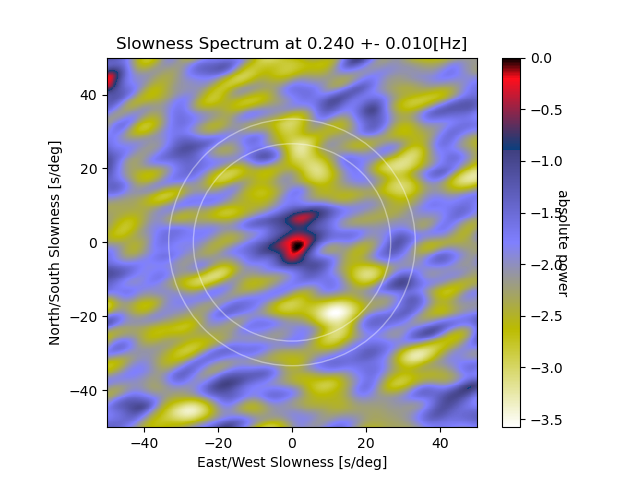 Slowness Spectrum at 0.240 +- 0.010[Hz]
North/South Slowness [s/deg]
40
20
0
−20
−40
−40 −20 0 20 40
East/West Slowness [s/deg]
0.0
−0.5
−1.0
−1.5
−2.0
−2.5
−3.0
−3.5
absolute power